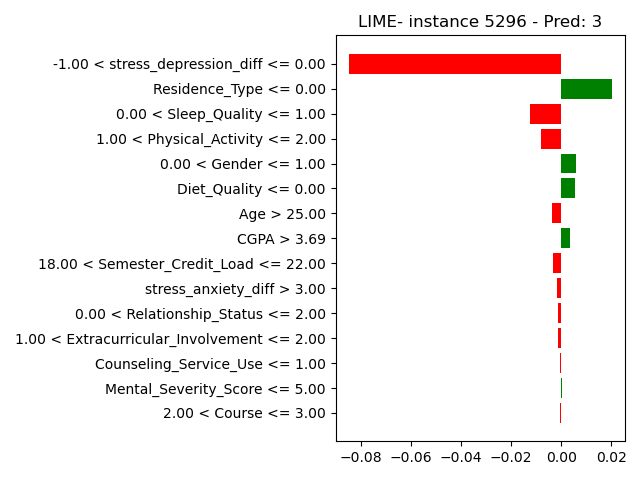 LIME- instance 5296 - Pred: 3
-1.00 < stress_depression_diff <= 0.00
Residence_Type <= 0.00
0.00 < Sleep_Quality <= 1.00
1.00 < Physical_Activity <= 2.00
0.00 < Gender <= 1.00
Diet_Quality <= 0.00
Age > 25.00
CGPA > 3.69
18.00 < Semester_Credit_Load <= 22.00
stress_anxiety_diff > 3.00
0.00 < Relationship_Status <= 2.00
1.00 < Extracurricular_Involvement <= 2.00
Counseling_Service_Use <= 1.00
Mental_Severity_Score <= 5.00
2.00 < Course <= 3.00
−0.08 −0.06 −0.04 −0.02 0.00 0.02